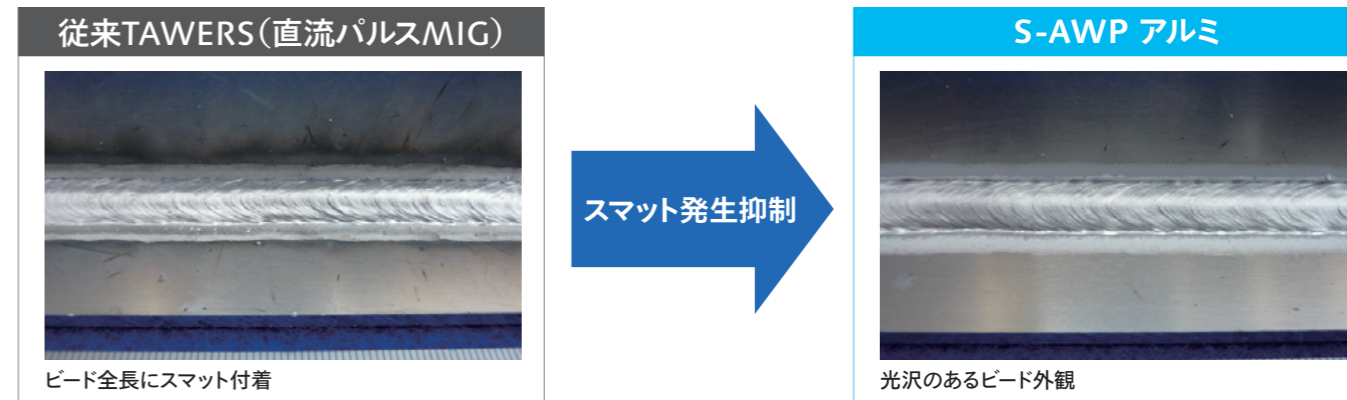 従来TAWERS（直流パルスMIG）
S-AWP アルミ
スマット発生抑制
ビード全長にスマット付着
光沢のあるビード外観